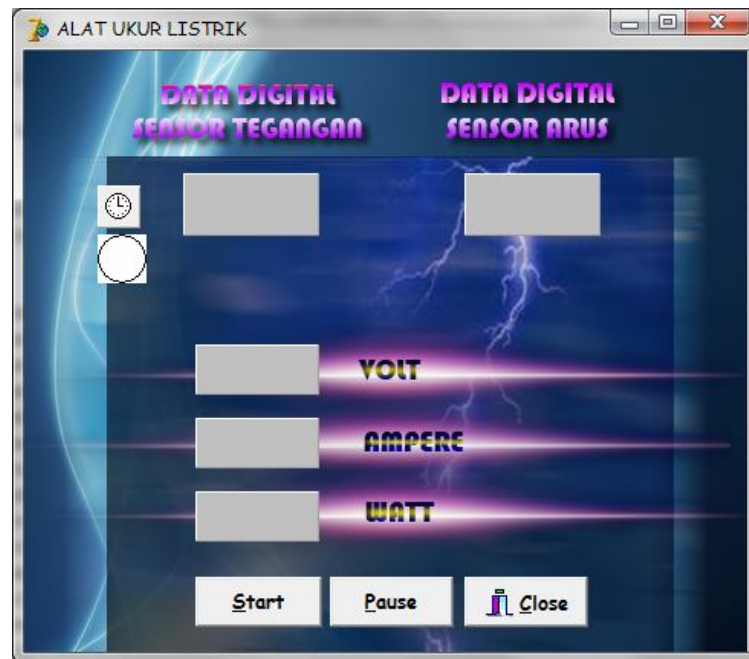 ALAT UKUR LISTRIK
DATA DIGITAL
SENSOR TEGANGAN
DATA DIGITAL
SENSOR ARUS
VOLT
AMPERE
WATT
Start
Pause
Close